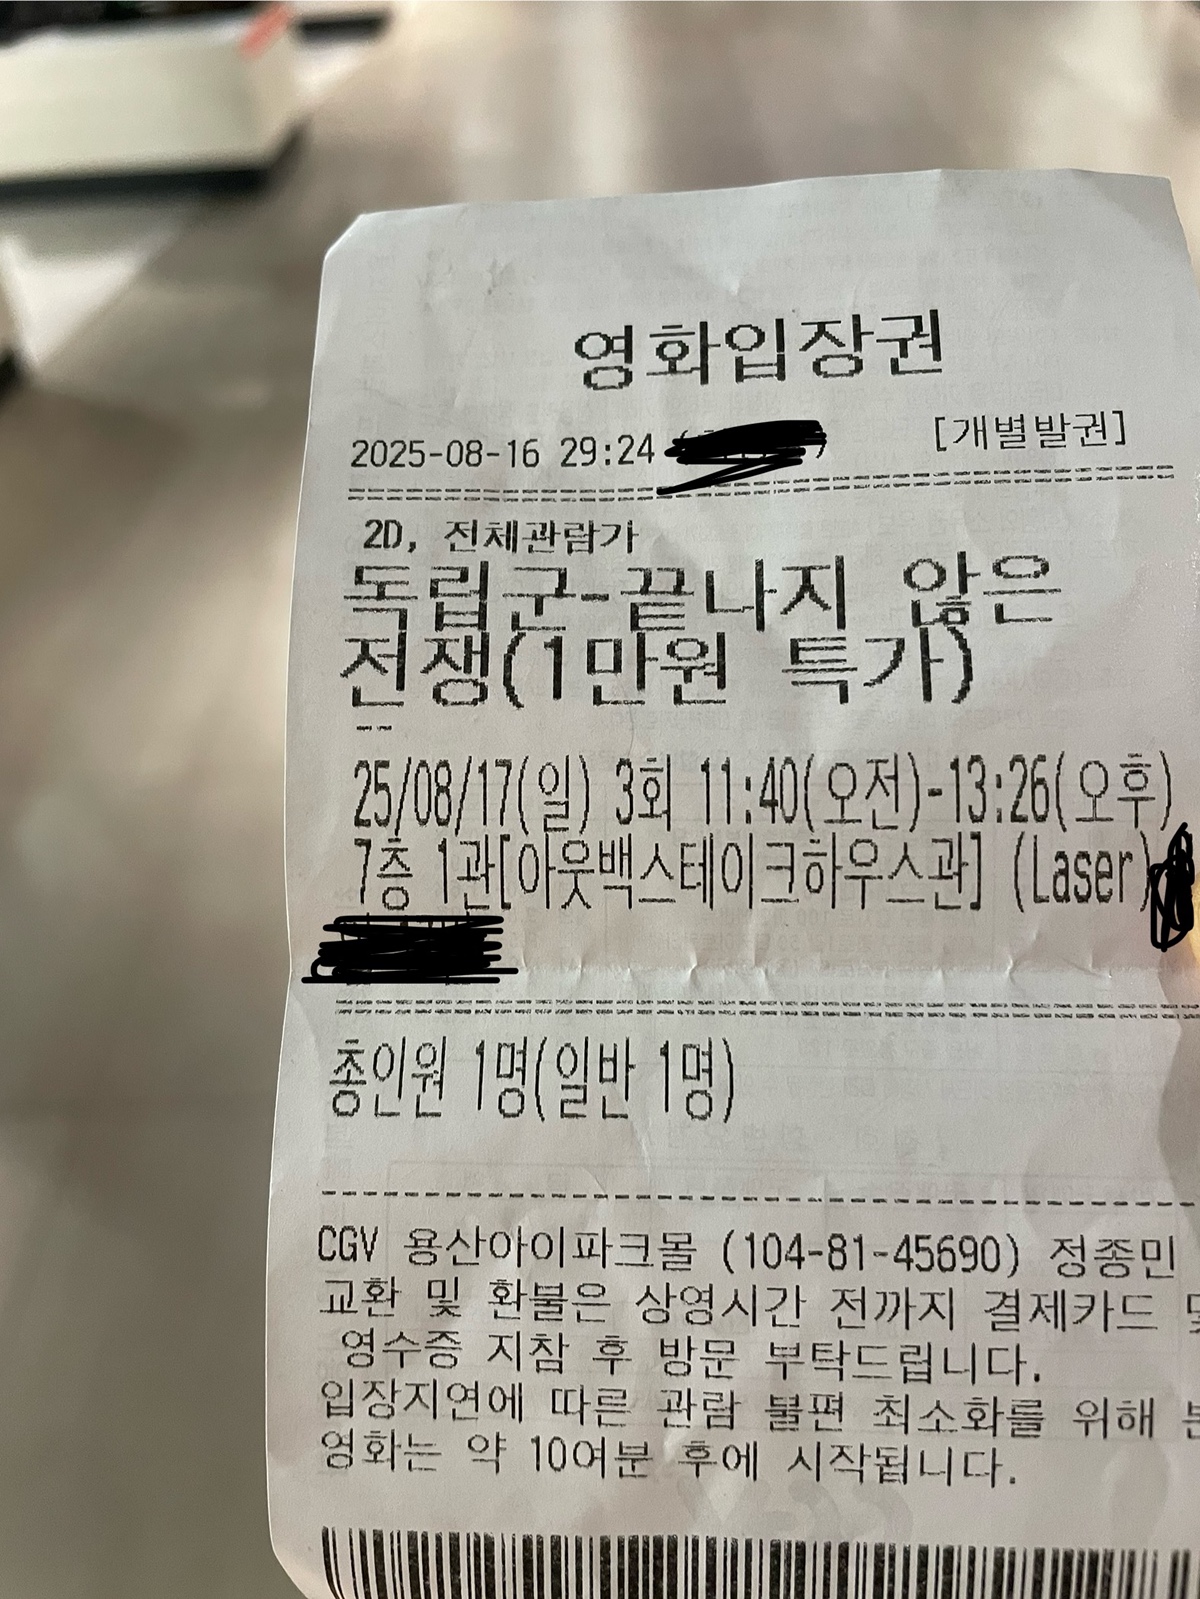 영화입장권
2025-08-16 29:24 [개별발권]
2D, 전체관람가
독립군-끝나지 않은
전쟁(1만원 특가)
--
25/08/17(일) 3회 11:40(오전)-13:26(오후)
7층 1관[아웃백스테이크하우스관] (Laser)
총인원 1명(일반 1명)
CGV 용산아이파크몰 (104-81-45690) 정종민
교환 및 환불은 상영시간 전까지 결제카드
영수증 지참 후 방문 부탁드립니다.
입장지연에 따른 관람 불편 최소화를 위해
영화는 약 10여분 후에 시작됩니다.